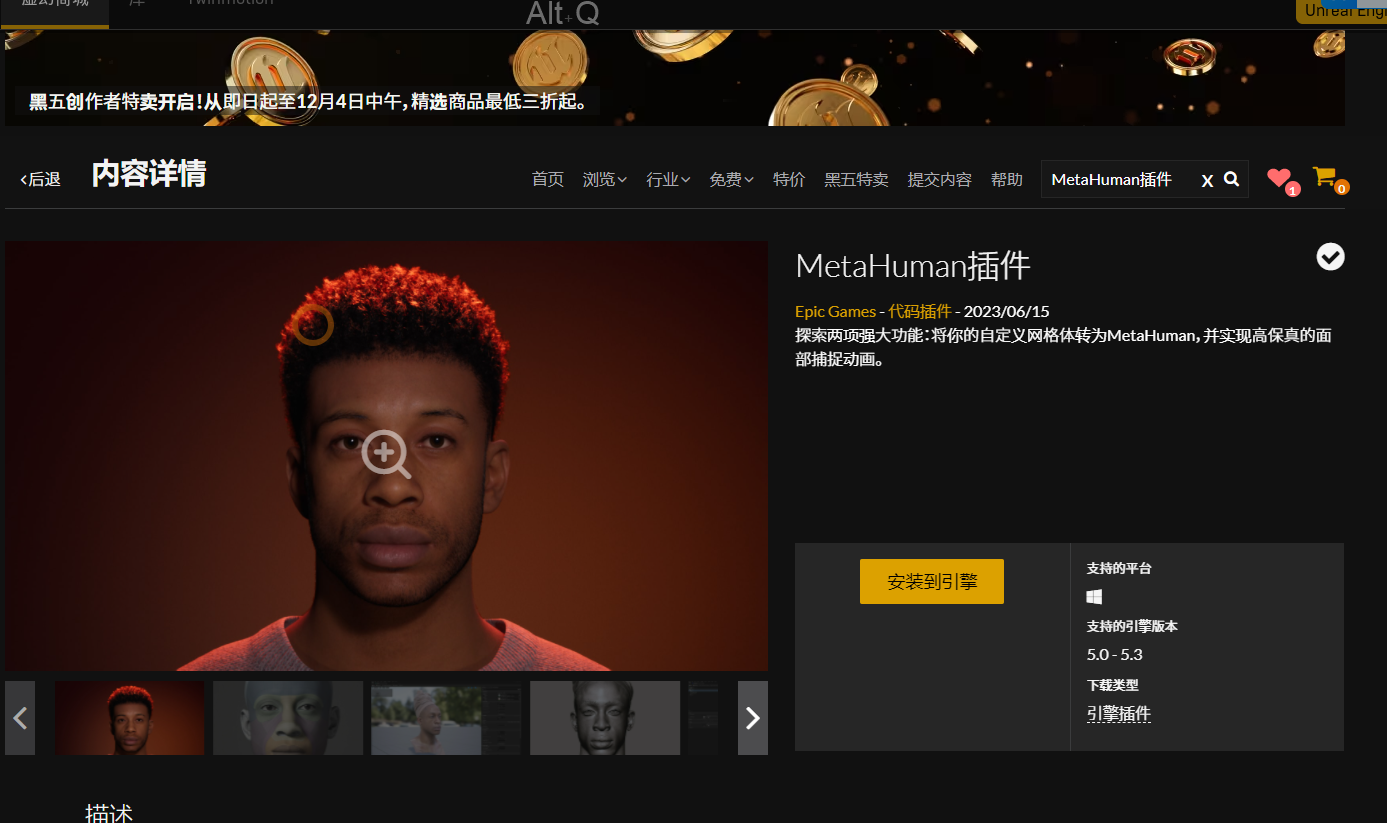 虚幻商城
库
Twinmotion
Alt+Q
Unreal Engi
黑五创作者特卖开启！从即日起至12月4日中午，精选商品最低三折起。
后退
内容详情
首页
浏览
行业
免费
特价
黑五特卖
提交内容
帮助
MetaHuman插件
X
1
0
MetaHuman插件
Epic Games - 代码插件 - 2023/06/15
探索两项强大功能：将你的自定义网格体转为MetaHuman，并实现高保真的面
部捕捉动画。
安装到引擎
支持的平台
支持的引擎版本
5.0 - 5.3
下载类型
引擎插件
描述